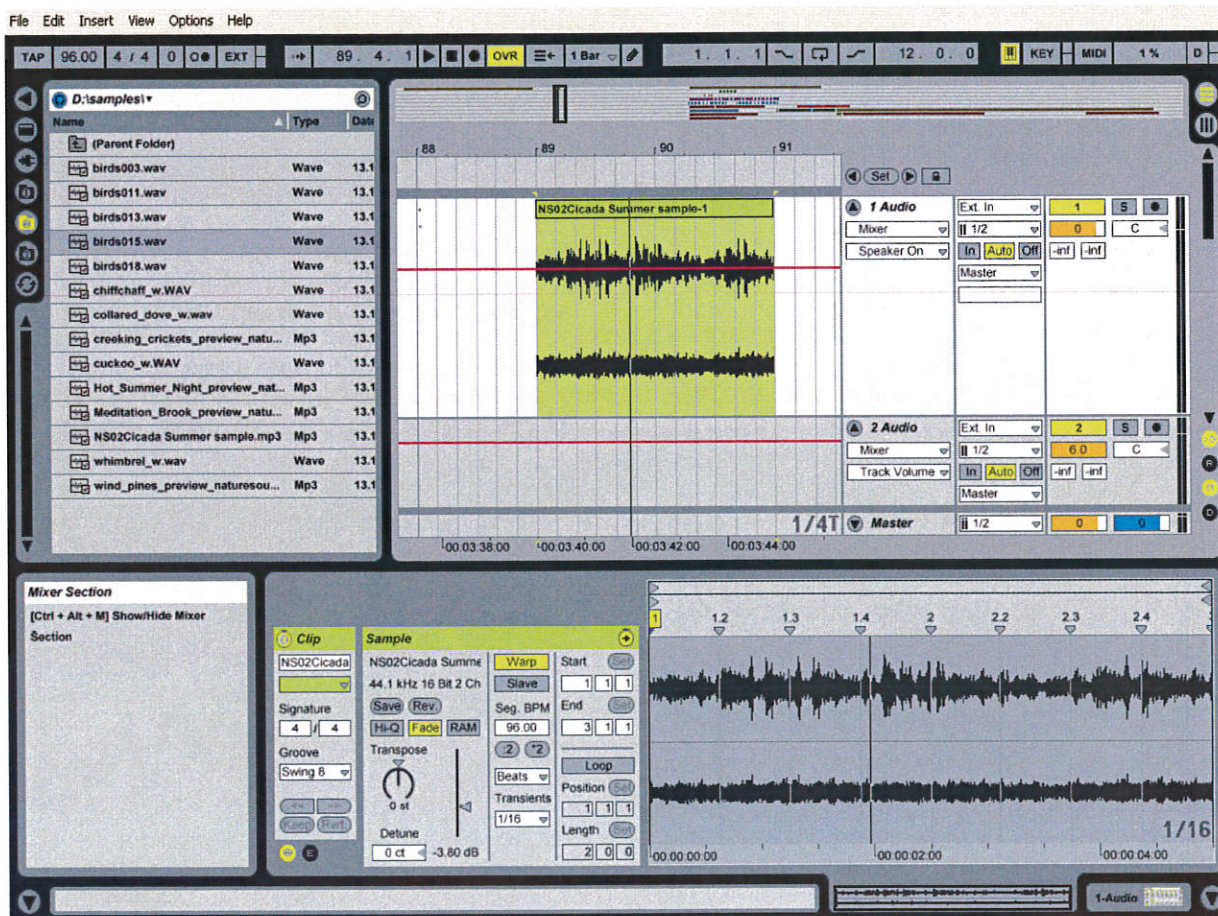 File Edit Insert View Options Help
TAP 96.00 4 / 4 0 EXT 89 . 4 . 1 OVR 1 Bar 1 . 1 . 1 12 . 0 . 0 KEY MIDI 1 % D
D:\samples\
Name Type Date
(Parent Folder)
birds003.wav Wave 13.1
birds011.wav Wave 13.1
birds013.wav Wave 13.1
birds015.wav Wave 13.1
birds018.wav Wave 13.1
chiffchaff_w.WAV Wave 13.1
collared_dove_w.wav Wave 13.1
creeking_crickets_preview_natu... Mp3 13.1
cuckoo_w.WAV Wave 13.1
Hot_Summer_Night_preview_nat... Mp3 13.1
Meditation_Brook_preview_natu... Mp3 13.1
NS02Cicada Summer sample.mp3 Mp3 13.1
whimbrel_w.wav Wave 13.1
wind_pines_preview_naturesou... Mp3 13.1
88 89 90 91
Set
NS02Cicada Summer sample-1
1 Audio Ext. In 1 S
Mixer 1/2 0 C
Speaker On In Auto Off -inf -inf
Master
2 Audio Ext. In 2 S
Mixer 1/2 6.0 C
Track Volume In Auto Off -inf -inf
Master
1/4T Master 1/2 0 0
00:03:38:00 00:03:40:00 00:03:42:00 00:03:44:00
R
D
Mixer Section
[Ctrl + Alt + M] Show/Hide Mixer
Section
Clip
NS02Cicada
Signature
4 / 4
Groove
Swing 8
<< >>
Keep Rvrt
E
Sample
NS02Cicada Summe
44.1 kHz 16 Bit 2 Ch
Save Rev.
Hi-Q Fade RAM
Transpose
0 st
Detune
0 ct -3.80 dB
Warp
Slave
Seg. BPM
96.00
:2 *2
Beats
Transients
1/16
Start Set
1 1 1
End Set
3 1 1
Loop
Position Set
1 1 1
Length Set
2 0 0
1 1.2 1.3 1.4 2 2.2 2.3 2.4
1/16
00:00:00:00 00:00:02:00 00:00:04:00
1-Audio